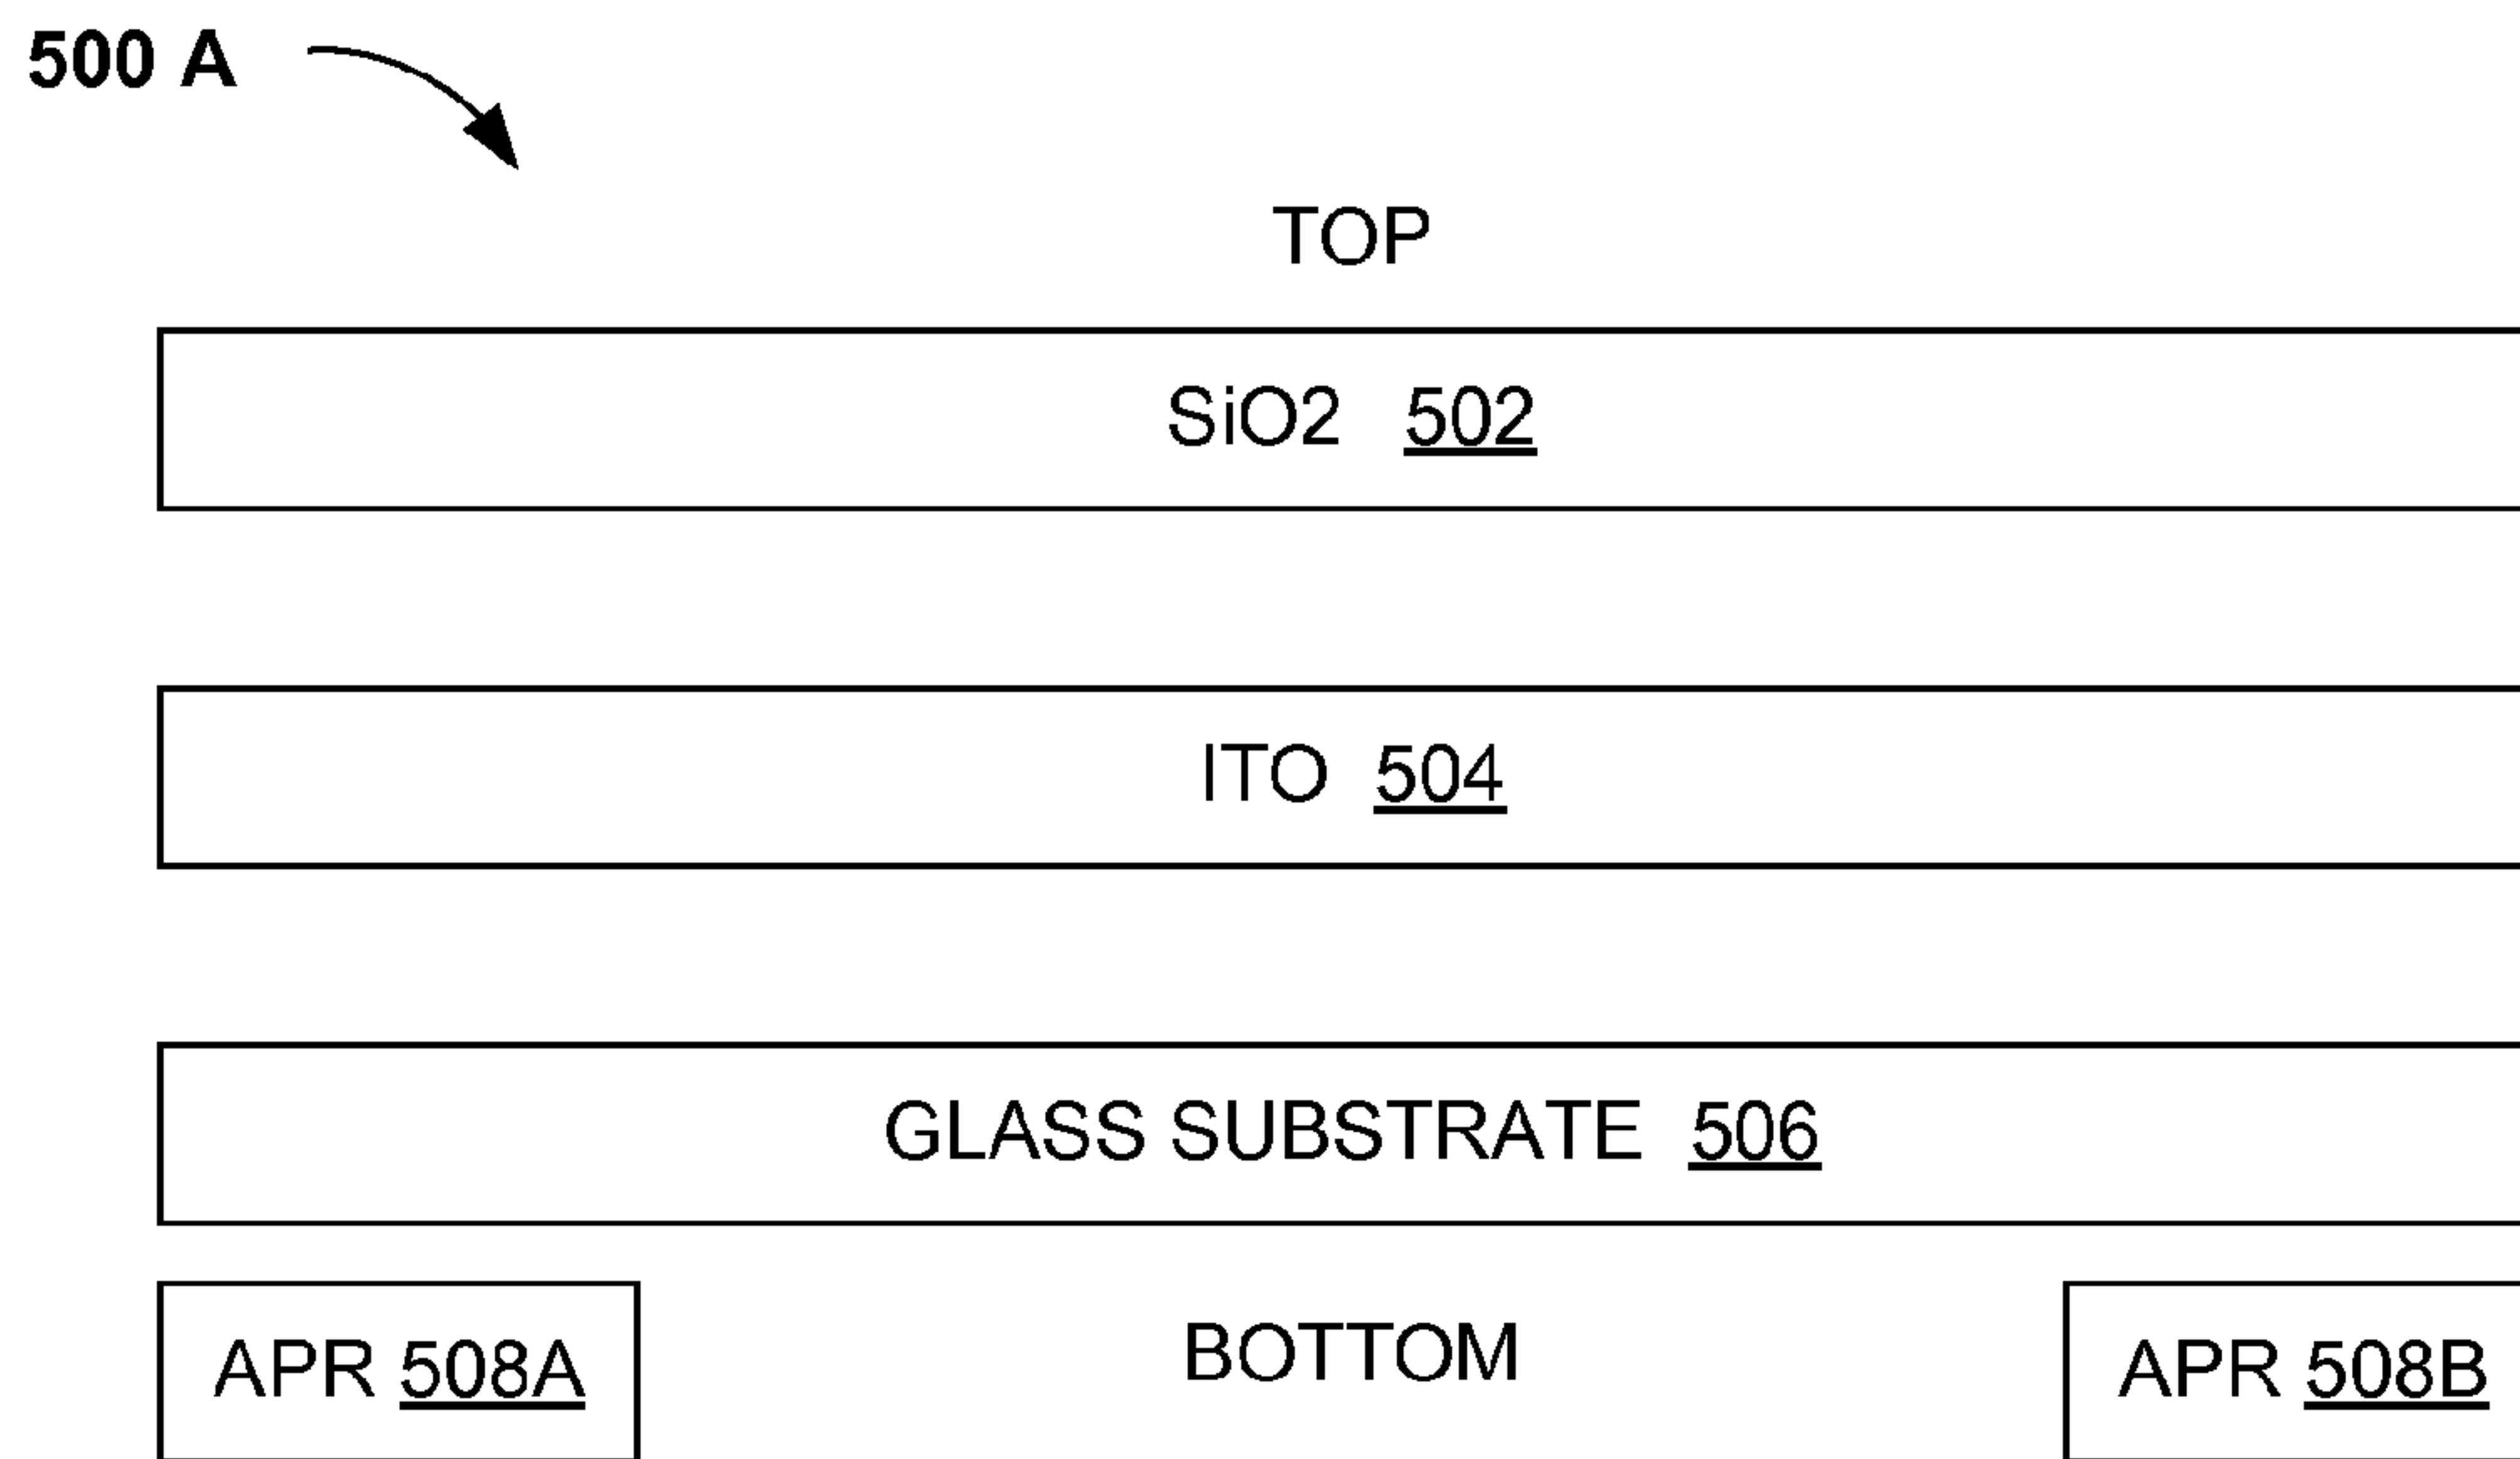 500 A
TOP
SiO2 502
ITO 504
GLASS SUBSTRATE 506
APR 508A
BOTTOM
APR 508B